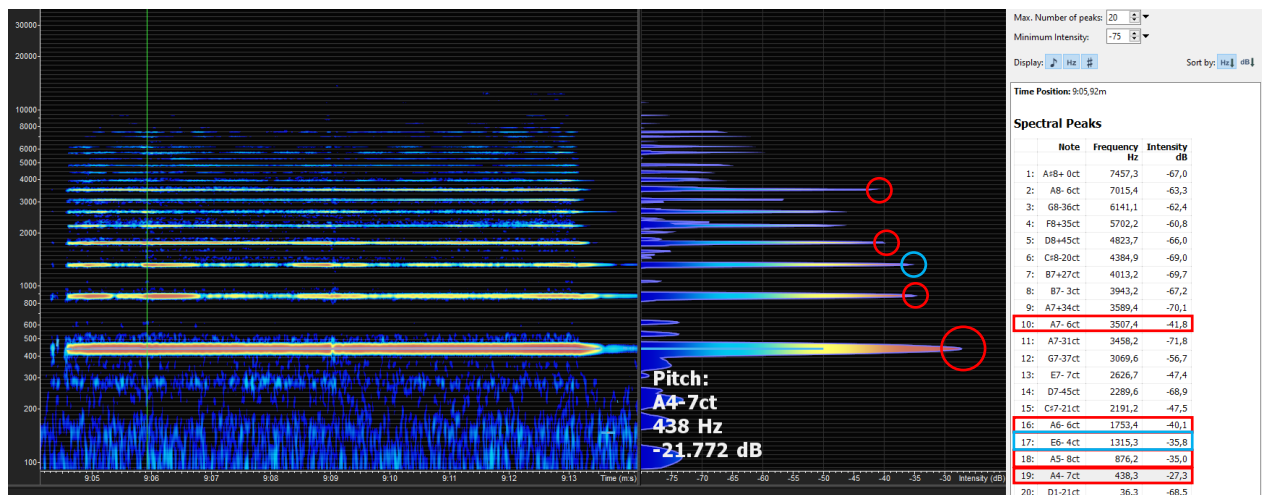 30000
20000
10000
8000
6000
5000
4000
3000
2000
1000
800
600
500
400
300
200
100
9:05 9:06 9:07 9:08 9:09 9:10 9:11 9:12 9:13 Time (m:s)
Pitch:
A4-7ct
438 Hz
-21.772 dB
-75 -70 -65 -60 -55 -50 -45 -40 -35 -30 Intensity (dB)
Max. Number of peaks: 20
Minimum Intensity: -75
Display: Hz # Sort by: Hz dB
Time Position: 9:05,92m
Spectral Peaks
Note Frequency Hz Intensity dB
1: A♯8+ 0ct 7457,3 -67,0
2: A8- 6ct 7015,4 -63,3
3: G8-36ct 6141,1 -62,4
4: F8+35ct 5702,2 -60,8
5: D8+45ct 4823,7 -66,0
6: C♯8-20ct 4384,9 -69,0
7: B7+27ct 4013,2 -69,7
8: B7- 3ct 3943,2 -67,2
9: A7+34ct 3589,4 -70,1
10: A7- 6ct 3507,4 -41,8
11: A7-31ct 3458,2 -71,8
12: G7-37ct 3069,6 -56,7
13: E7- 7ct 2626,7 -47,4
14: D7-45ct 2289,6 -68,9
15: C♯7-21ct 2191,2 -47,5
16: A6- 6ct 1753,4 -40,1
17: E6- 4ct 1315,3 -35,8
18: A5- 8ct 876,2 -35,0
19: A4- 7ct 438,3 -27,3
20: D1-21ct 36,3 -68,5